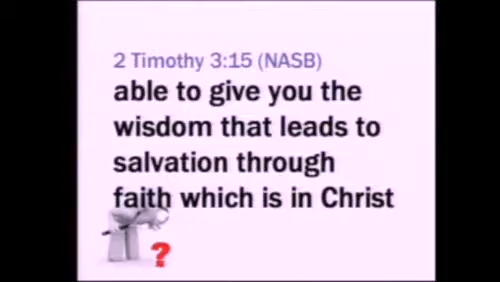 2 Timothy 3:15 (NASB)
able to give you the
wisdom that leads to
salvation through
faith which is in Christ
?